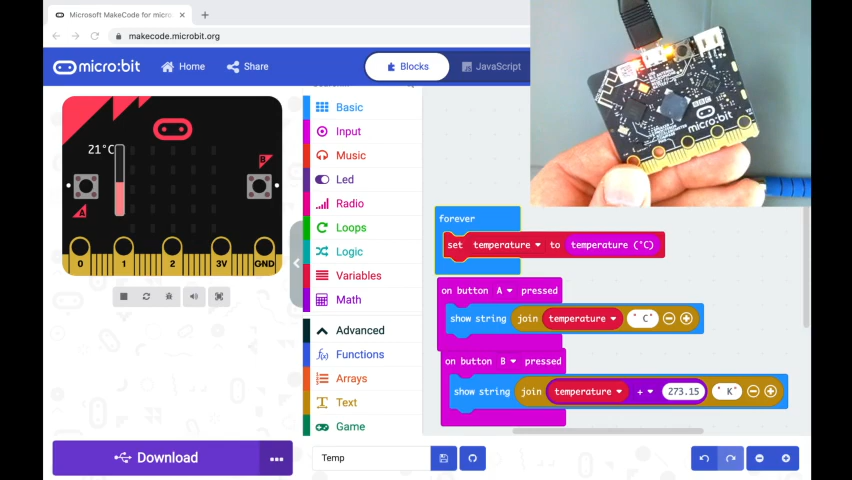 Microsoft MakeCode for micro
makecode.microbit.org
micro:bit
Home
Share
Blocks
JavaScript
21°C
A
B
0 1 2 3V GND
Basic
Input
Music
Led
Radio
Loops
Logic
Variables
Math
Advanced
Functions
Arrays
Text
Game
forever
set temperature to temperature (°C)
on button A pressed
show string join temperature " C"
on button B pressed
show string join temperature + 273.15 " K"
Download
Temp
BBC
micro:bit